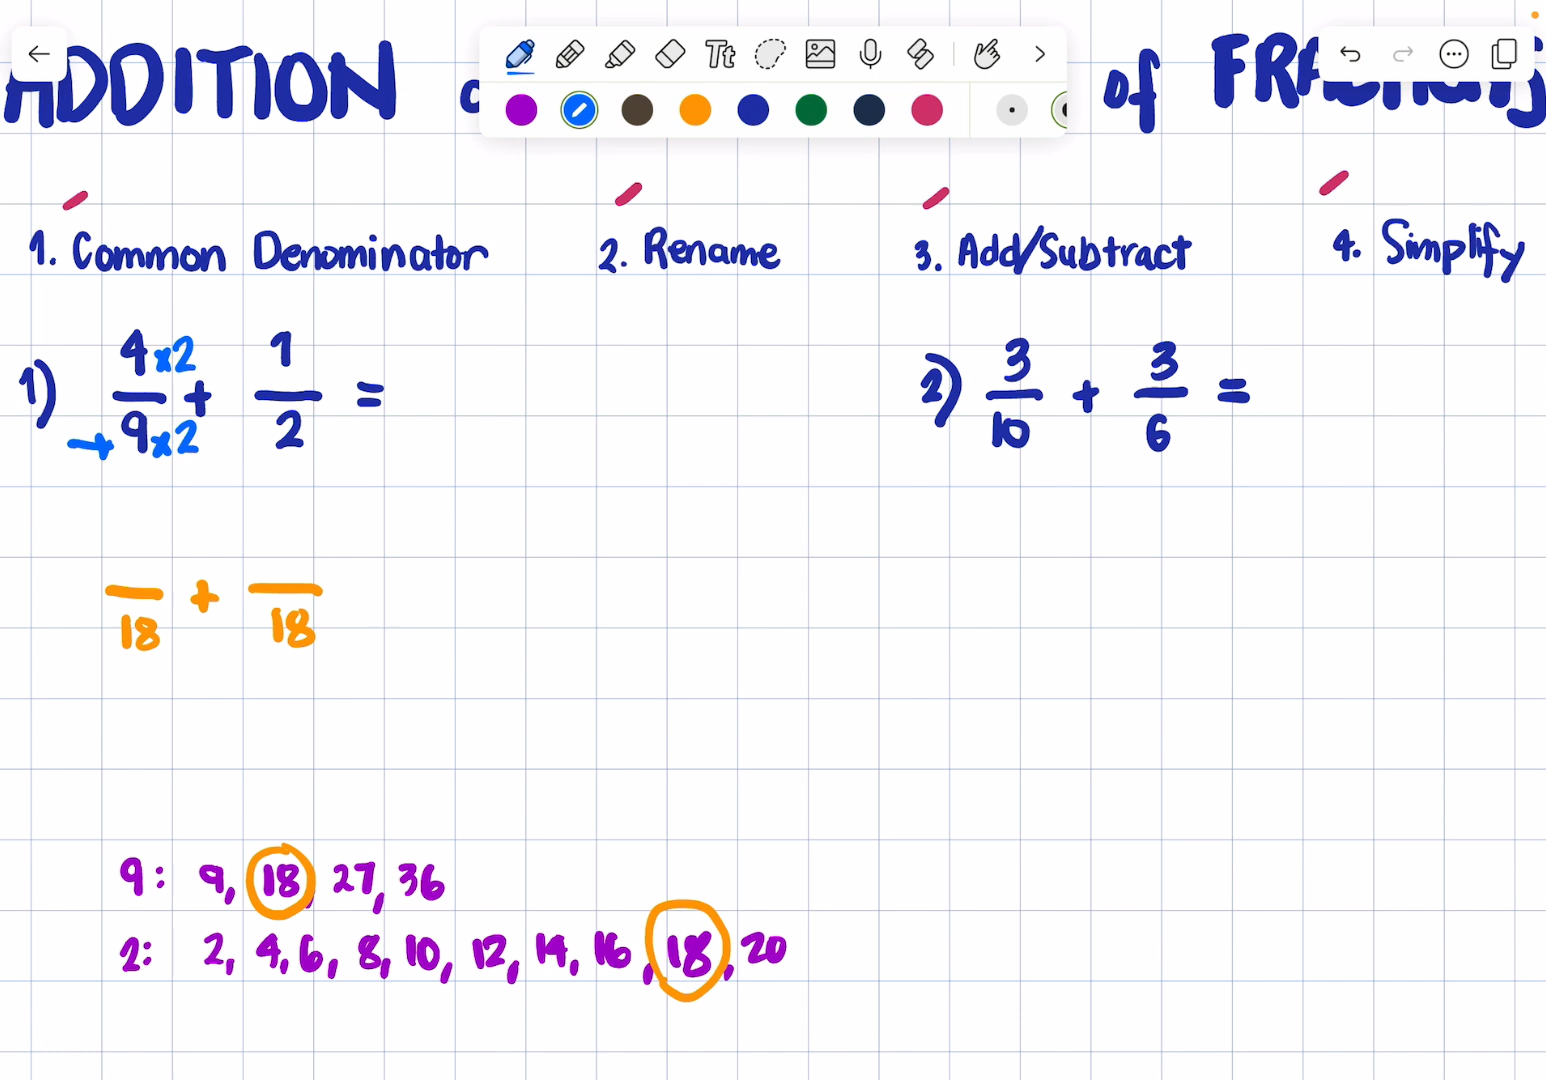 ADDITION of
Tt
1. Common Denominator 2. Rename 3. Add/Subtract 4. Simplify
1) 4x2/9x2 + 1/2 = 2) 3/10 + 3/6 =
/18 + /18
9: 9, 18, 27, 36
2: 2, 4, 6, 8, 10, 12, 14, 16, 18, 20